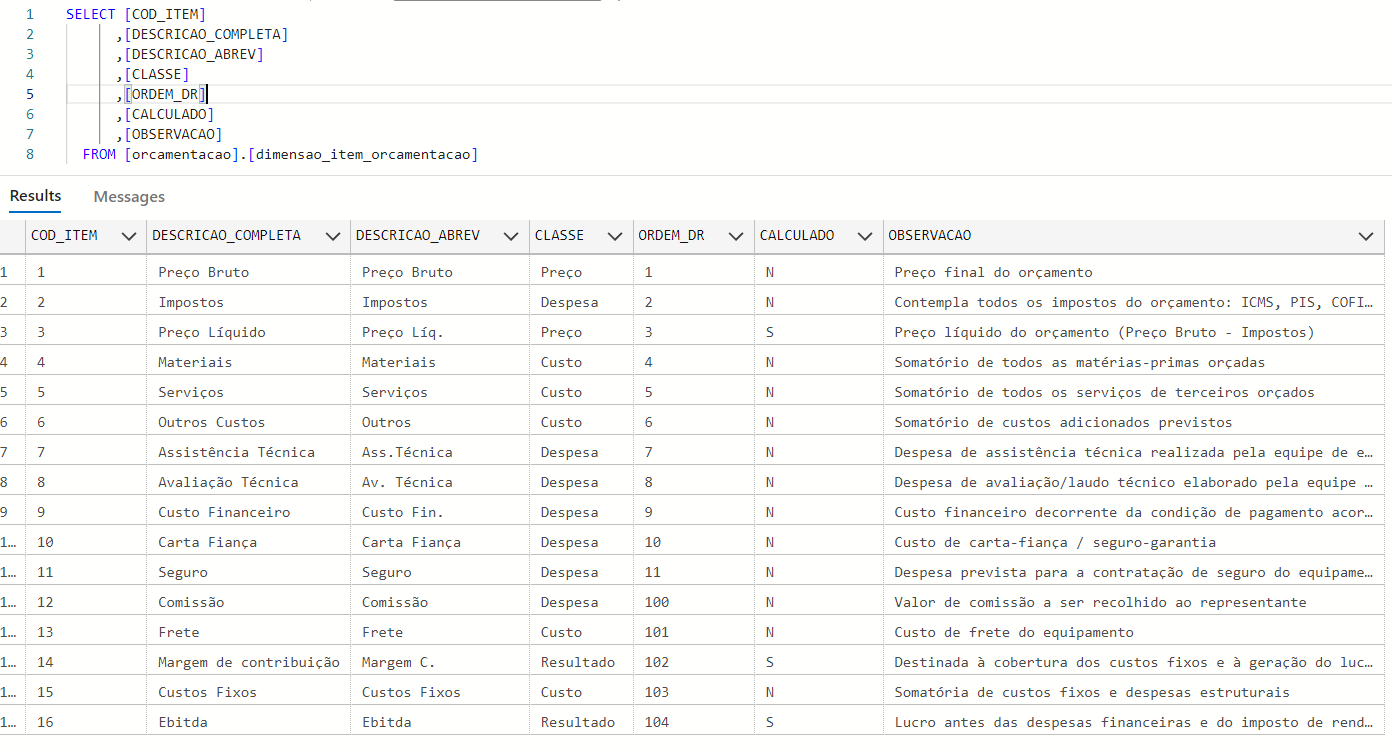 1 SELECT [COD_ITEM]
2 ,[DESCRICAO_COMPLETA]
3 ,[DESCRICAO_ABREV]
4 ,[CLASSE]
5 ,[ORDEM_DR]
6 ,[CALCULADO]
7 ,[OBSERVACAO]
8 FROM [orcamentacao].[dimensao_item_orcamentacao]
Results Messages
COD_ITEM DESCRICAO_COMPLETA DESCRICAO_ABREV CLASSE ORDEM_DR CALCULADO OBSERVACAO
1 1 Preço Bruto Preço Bruto Preço 1 N Preço final do orçamento
2 2 Impostos Impostos Despesa 2 N Contempla todos os impostos do orçamento: ICMS, PIS, COFI…
3 3 Preço Líquido Preço Líq. Preço 3 S Preço líquido do orçamento (Preço Bruto - Impostos)
4 4 Materiais Materiais Custo 4 N Somatório de todos as matérias-primas orçadas
5 5 Serviços Serviços Custo 5 N Somatório de todos os serviços de terceiros orçados
6 6 Outros Custos Outros Custo 6 N Somatório de custos adicionados previstos
7 7 Assistência Técnica Ass.Técnica Despesa 7 N Despesa de assistência técnica realizada pela equipe de e…
8 8 Avaliação Técnica Av. Técnica Despesa 8 N Despesa de avaliação/laudo técnico elaborado pela equipe …
9 9 Custo Financeiro Custo Fin. Despesa 9 N Custo financeiro decorrente da condição de pagamento acor…
1… 10 Carta Fiança Carta Fiança Despesa 10 N Custo de carta-fiança / seguro-garantia
1… 11 Seguro Seguro Despesa 11 N Despesa prevista para a contratação de seguro do equipame…
1… 12 Comissão Comissão Despesa 100 N Valor de comissão a ser recolhido ao representante
1… 13 Frete Frete Custo 101 N Custo de frete do equipamento
1… 14 Margem de contribuição Margem C. Resultado 102 S Destinada à cobertura dos custos fixos e à geração do luc…
1… 15 Custos Fixos Custos Fixos Custo 103 N Somatória de custos fixos e despesas estruturais
1… 16 Ebitda Ebitda Resultado 104 S Lucro antes das despesas financeiras e do imposto de rend…